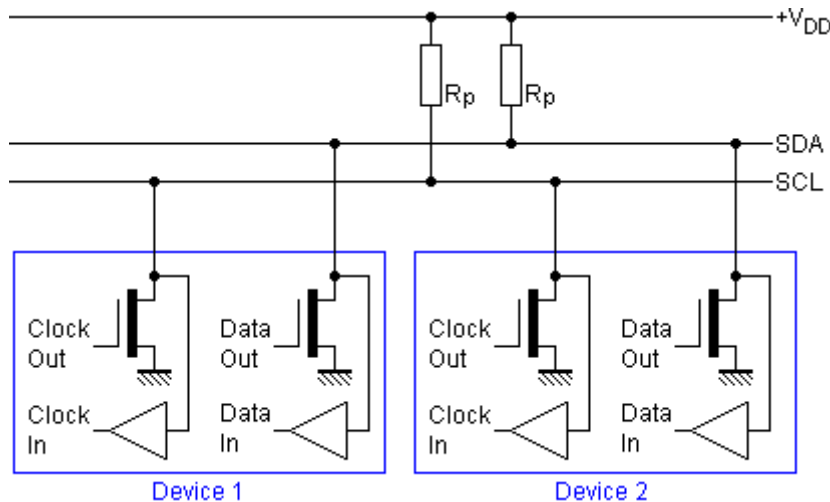 +VDD
Rp Rp
SDA
SCL
Clock Out
Data Out
Clock Out
Data Out
Clock In
Data In
Clock In
Data In
Device 1
Device 2